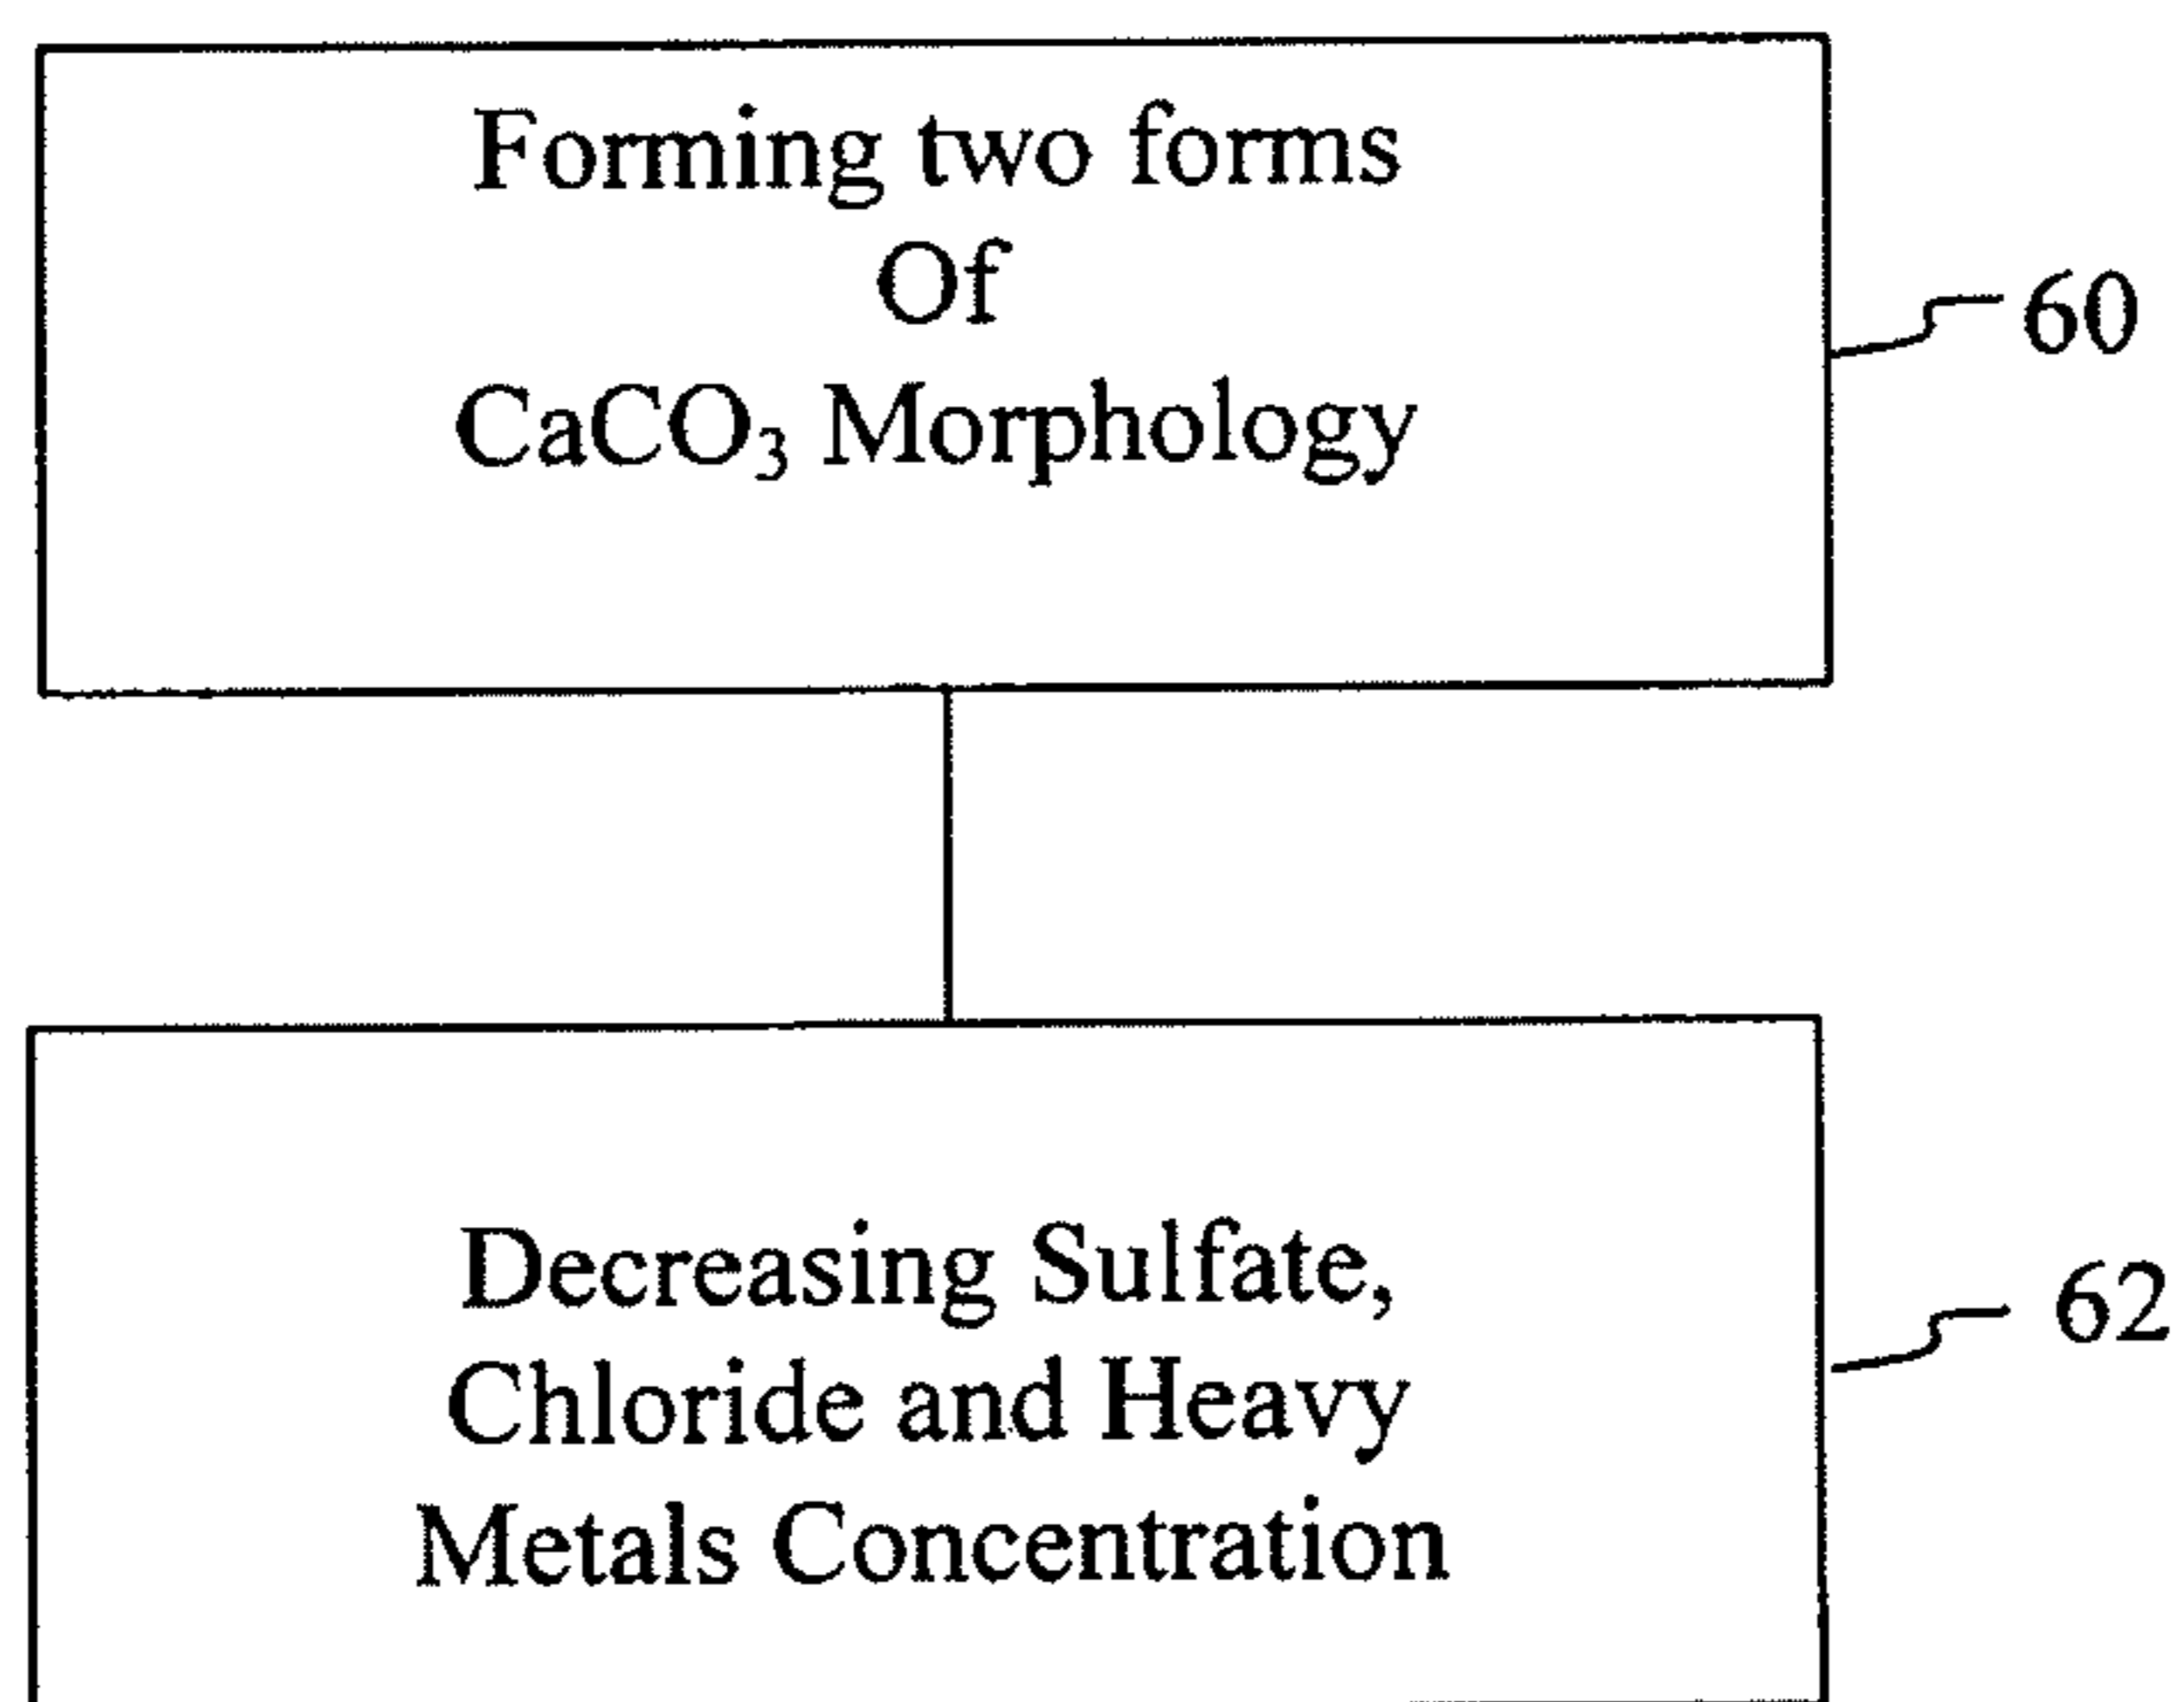 Forming two forms
Of
CaCO₃ Morphology
60
Decreasing Sulfate,
Chloride and Heavy
Metals Concentration
62